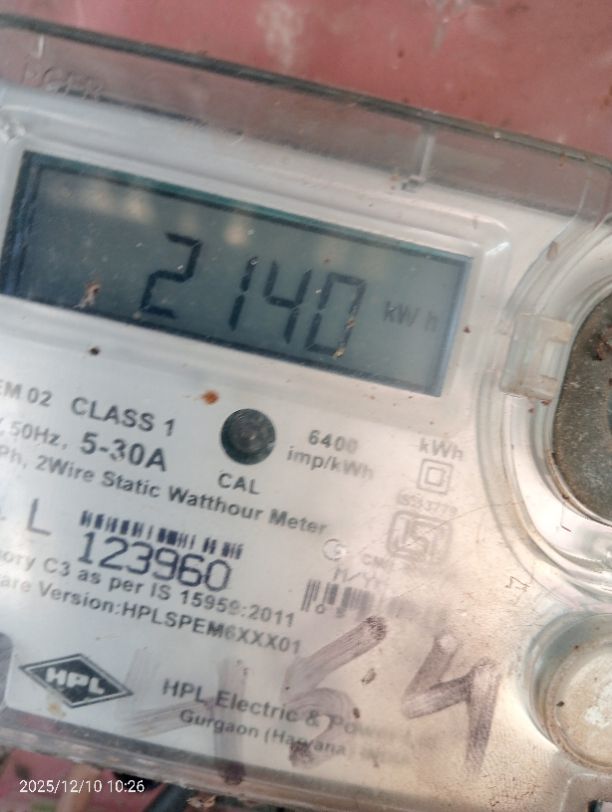 2140 kWh
EM 02 CLASS 1
50Hz, 5-30A
6400
imp/kWh
kWh
Ph, 2Wire Static Watthour Meter
CAL
L
123960
ory C3 as per IS 15959:2011
are Version:HPLSPEM6XXX01
HPL
HPL Electric &
Gurgaon (Haryana
2025/12/10 10:26